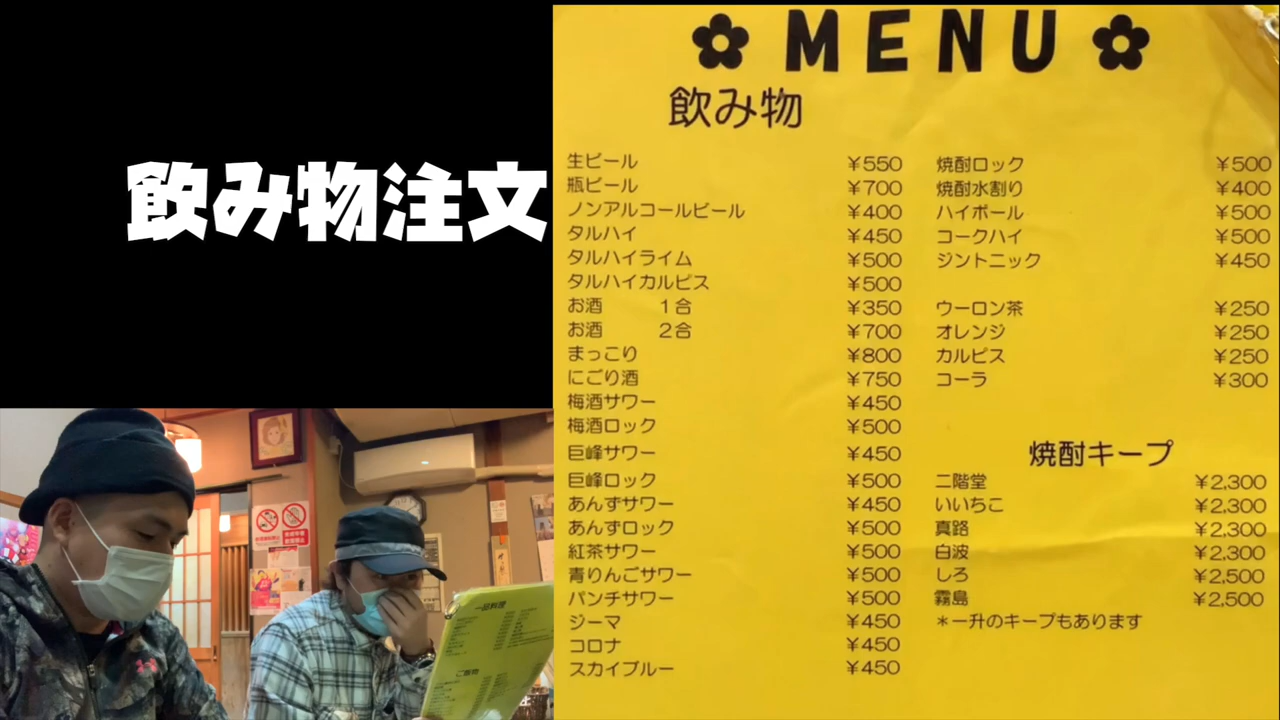 飲み物注文
✿ MENU ✿
飲み物
生ビール ¥550
瓶ビール ¥700
ノンアルコールビール ¥400
タルハイ ¥450
タルハイライム ¥500
タルハイカルピス ¥500
お酒 1合 ¥350
お酒 2合 ¥700
まっこり ¥800
にごり酒 ¥750
梅酒サワー ¥450
梅酒ロック ¥500
巨峰サワー ¥450
巨峰ロック ¥500
あんずサワー ¥450
あんずロック ¥500
紅茶サワー ¥500
青りんごサワー ¥500
パンチサワー ¥500
ジーマ ¥450
コロナ ¥450
スカイブルー ¥450
焼酎ロック ¥500
焼酎水割り ¥400
ハイボール ¥500
コークハイ ¥500
ジントニック ¥450
ウーロン茶 ¥250
オレンジ ¥250
カルピス ¥250
コーラ ¥300
焼酎キープ
二階堂 ¥2,300
いいちこ ¥2,300
真路 ¥2,300
白波 ¥2,300
しろ ¥2,500
霧島 ¥2,500
*一升のキープもあります
一品料理
ご飯物